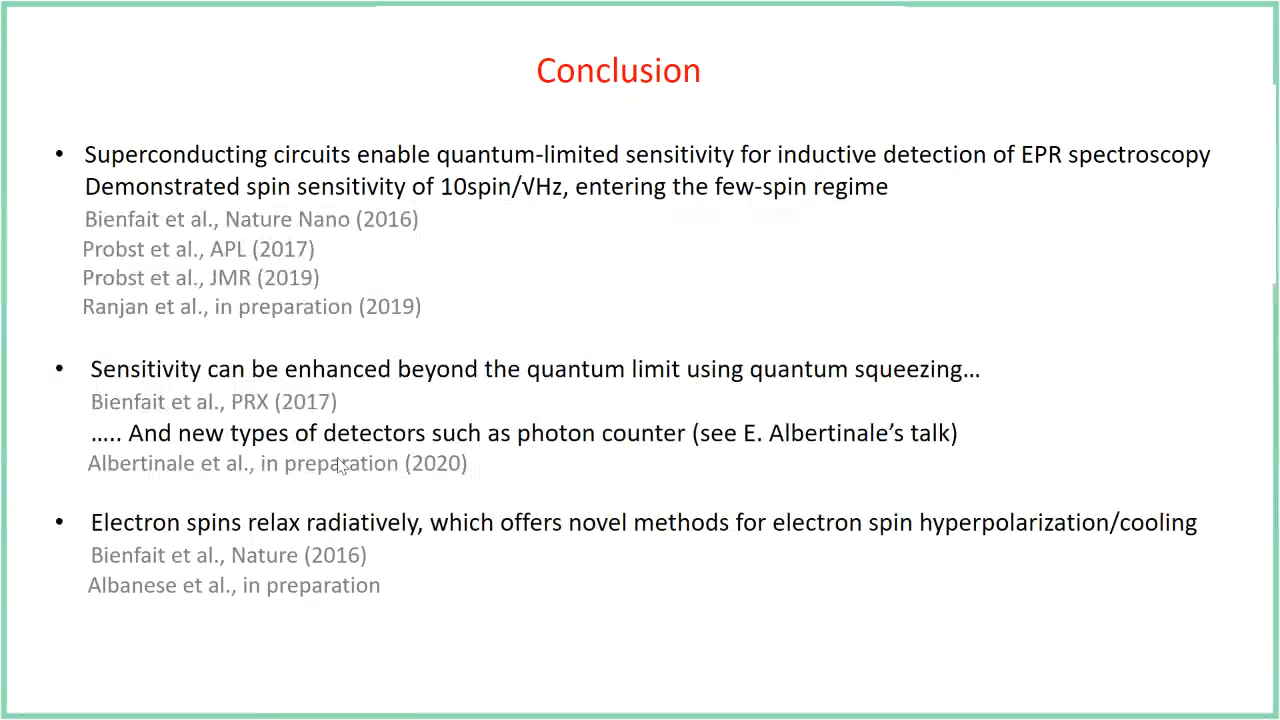 Conclusion
• Superconducting circuits enable quantum-limited sensitivity for inductive detection of EPR spectroscopy
Demonstrated spin sensitivity of 10spin/√Hz, entering the few-spin regime
Bienfait et al., Nature Nano (2016)
Probst et al., APL (2017)
Probst et al., JMR (2019)
Ranjan et al., in preparation (2019)
• Sensitivity can be enhanced beyond the quantum limit using quantum squeezing…
Bienfait et al., PRX (2017)
….. And new types of detectors such as photon counter (see E. Albertinale’s talk)
Albertinale et al., in preparation (2020)
• Electron spins relax radiatively, which offers novel methods for electron spin hyperpolarization/cooling
Bienfait et al., Nature (2016)
Albanese et al., in preparation